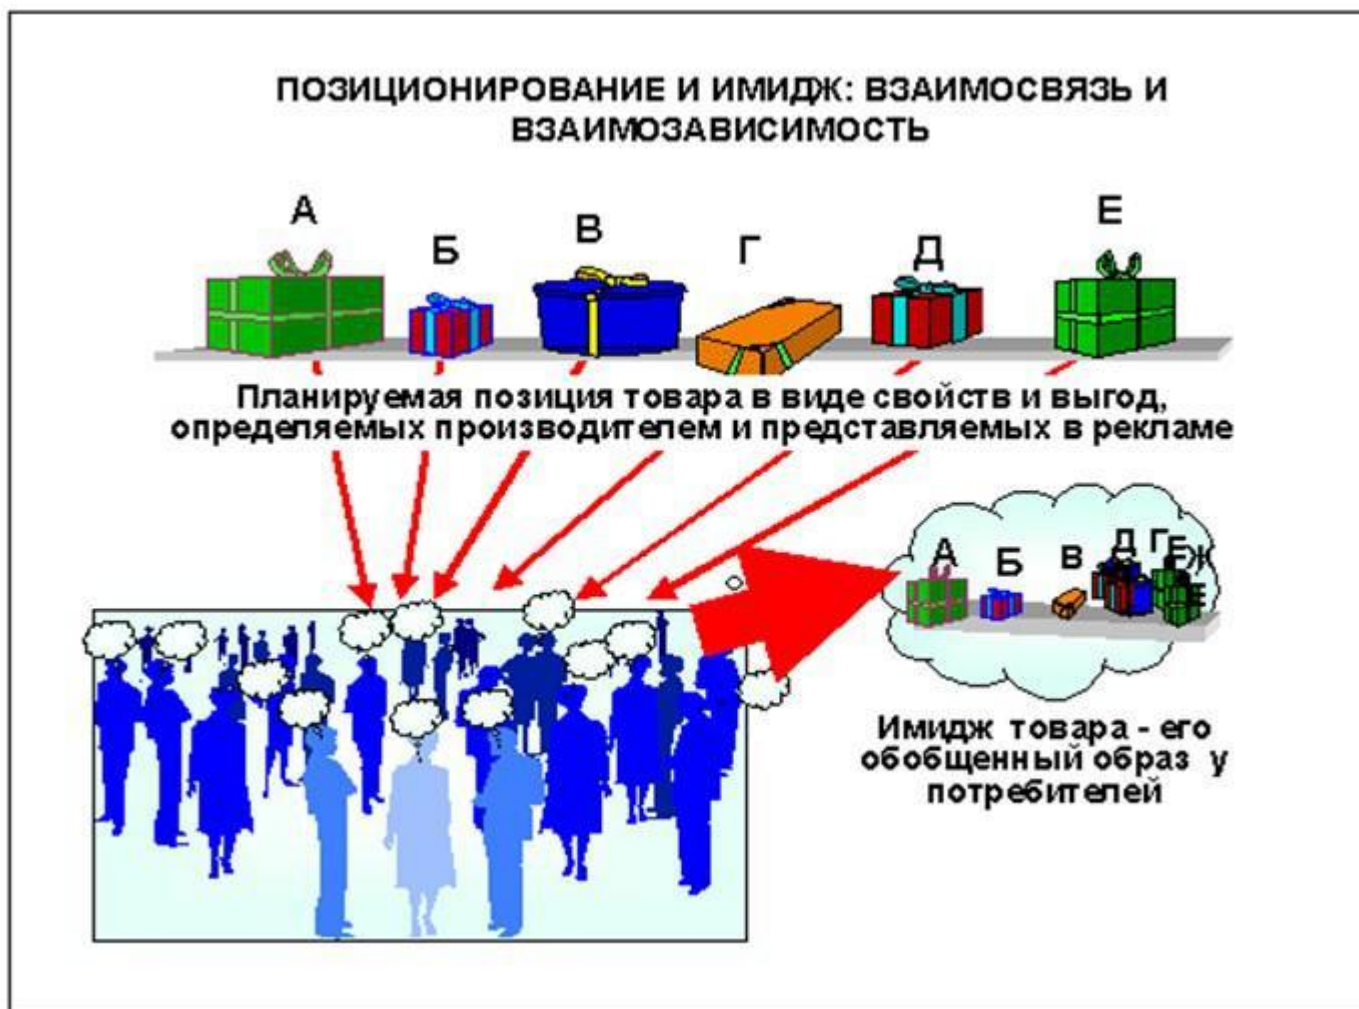 ПОЗИЦИОНИРОВАНИЕ И ИМИДЖ: ВЗАИМОСВЯЗЬ И
ВЗАИМОЗАВИСИМОСТЬ
А
Б
В
Г
Д
Е
Планируемая позиция товара в виде свойств и выгод,
определяемых производителем и представляемых в рекламе
А Б В Д Г Е Ж
Имидж товара - его
обобщенный образ у
потребителей